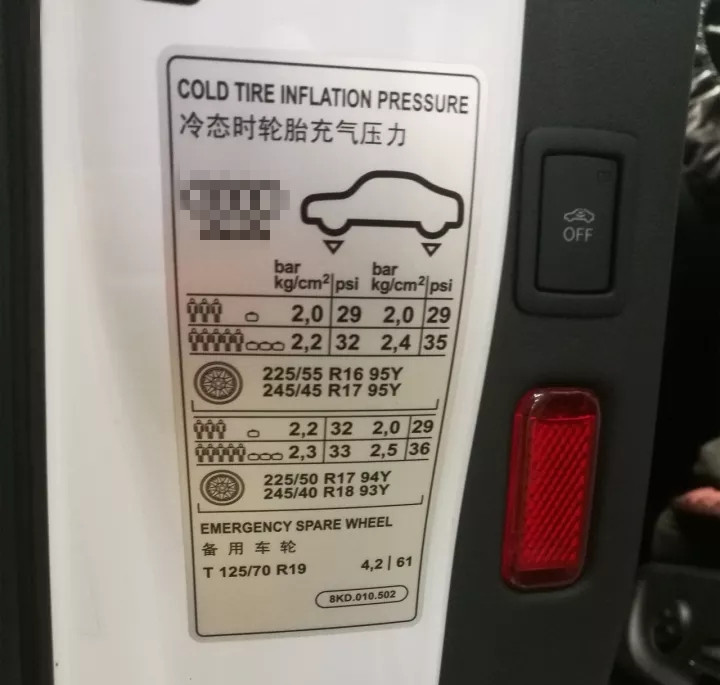 COLD TIRE INFLATION PRESSURE
冷态时轮胎充气压力
bar psi bar psi
kg/cm² kg/cm²
2,0 29 2,0 29
2,2 32 2,4 35
225/55 R16 95Y
245/45 R17 95Y
2,2 32 2,0 29
2,3 33 2,5 36
225/50 R17 94Y
245/40 R18 93Y
EMERGENCY SPARE WHEEL
备用车轮
T 125/70 R19 4,2 61
8KD.010.502
OFF